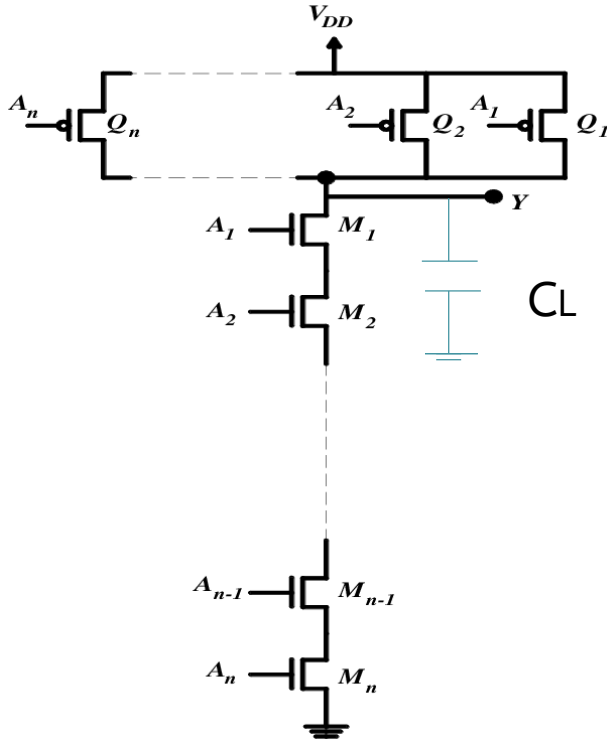 V_DD
A_n Q_n A_2 Q_2 A_1 Q_1
Y
A_1 M_1
A_2 M_2
CL
A_n-1 M_n-1
A_n M_n